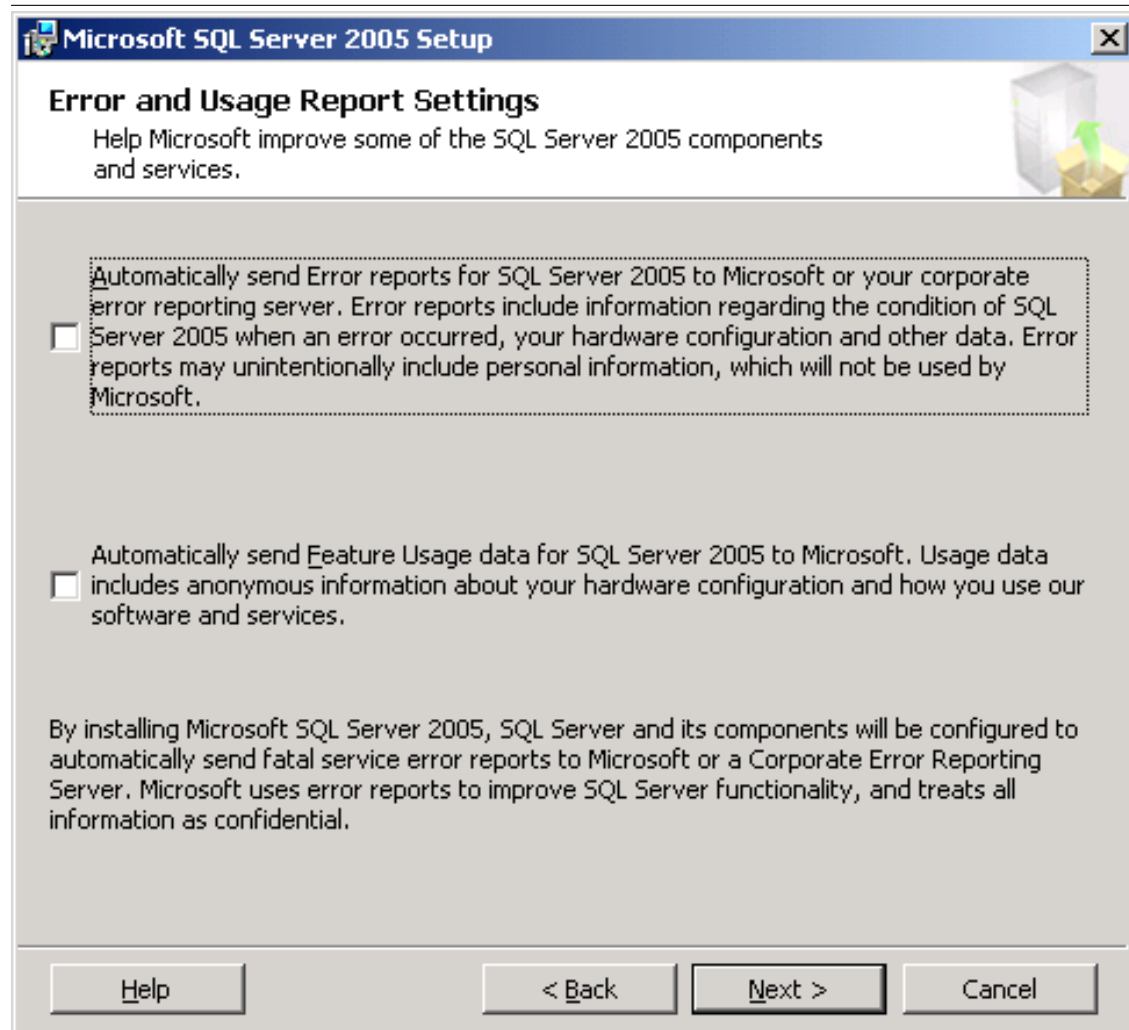 Microsoft SQL Server 2005 Setup
Error and Usage Report Settings
Help Microsoft improve some of the SQL Server 2005 components
and services.
Automatically send Error reports for SQL Server 2005 to Microsoft or your corporate
error reporting server. Error reports include information regarding the condition of SQL
Server 2005 when an error occurred, your hardware configuration and other data. Error
reports may unintentionally include personal information, which will not be used by
Microsoft.
Automatically send Feature Usage data for SQL Server 2005 to Microsoft. Usage data
includes anonymous information about your hardware configuration and how you use our
software and services.
By installing Microsoft SQL Server 2005, SQL Server and its components will be configured to
automatically send fatal service error reports to Microsoft or a Corporate Error Reporting
Server. Microsoft uses error reports to improve SQL Server functionality, and treats all
information as confidential.
Help
< Back
Next >
Cancel